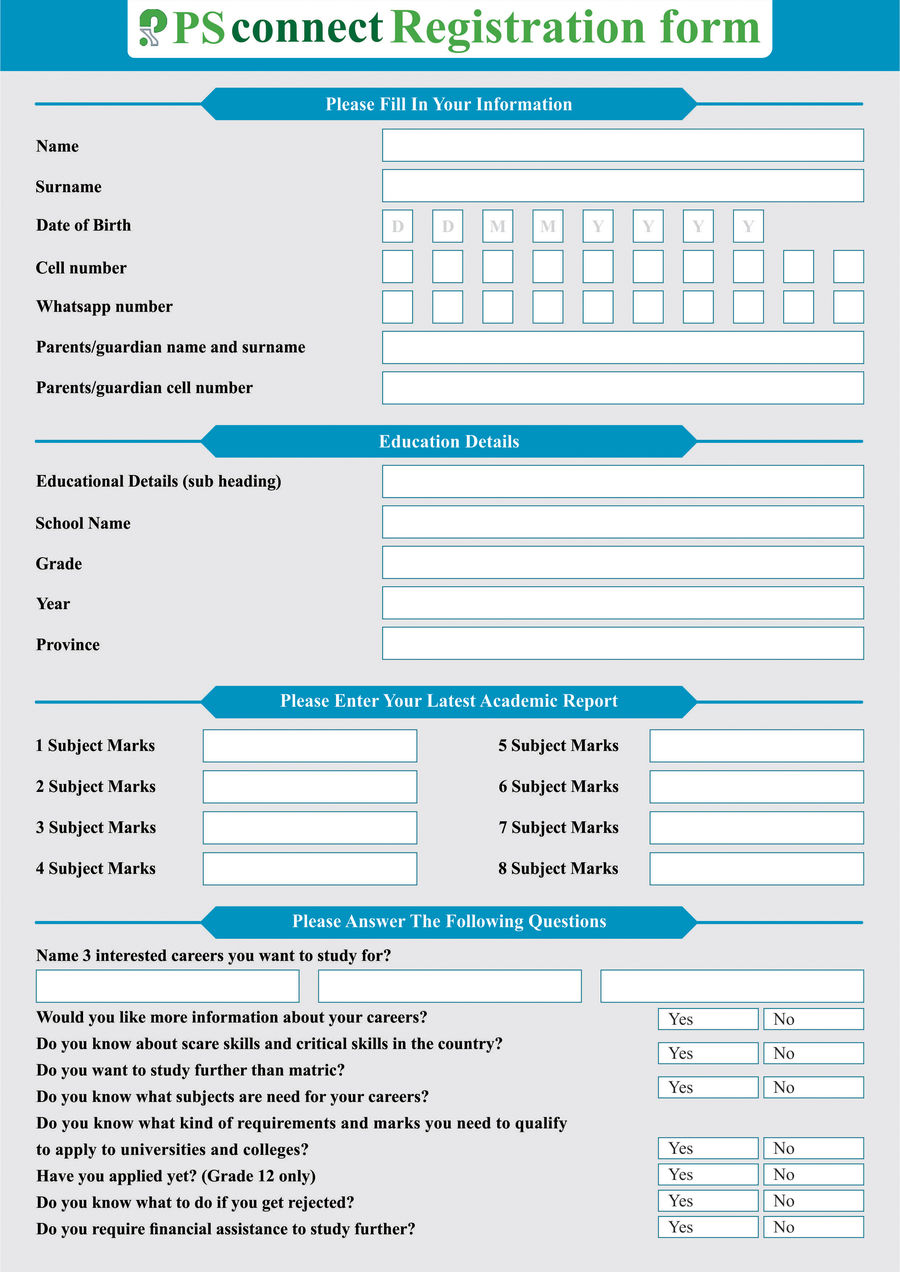 PS connect Registration form
Please Fill In Your Information
Name
Surname
Date of Birth D D M M Y Y Y Y
Cell number
Whatsapp number
Parents/guardian name and surname
Parents/guardian cell number
Education Details
Educational Details (sub heading)
School Name
Grade
Year
Province
Please Enter Your Latest Academic Report
1 Subject Marks 5 Subject Marks
2 Subject Marks 6 Subject Marks
3 Subject Marks 7 Subject Marks
4 Subject Marks 8 Subject Marks
Please Answer The Following Questions
Name 3 interested careers you want to study for?
Would you like more information about your careers? Yes No
Do you know about scare skills and critical skills in the country? Yes No
Do you want to study further than matric?
Do you know what subjects are need for your careers? Yes No
Do you know what kind of requirements and marks you need to qualify
to apply to universities and colleges? Yes No
Have you applied yet? (Grade 12 only) Yes No
Do you know what to do if you get rejected? Yes No
Do you require financial assistance to study further? Yes No